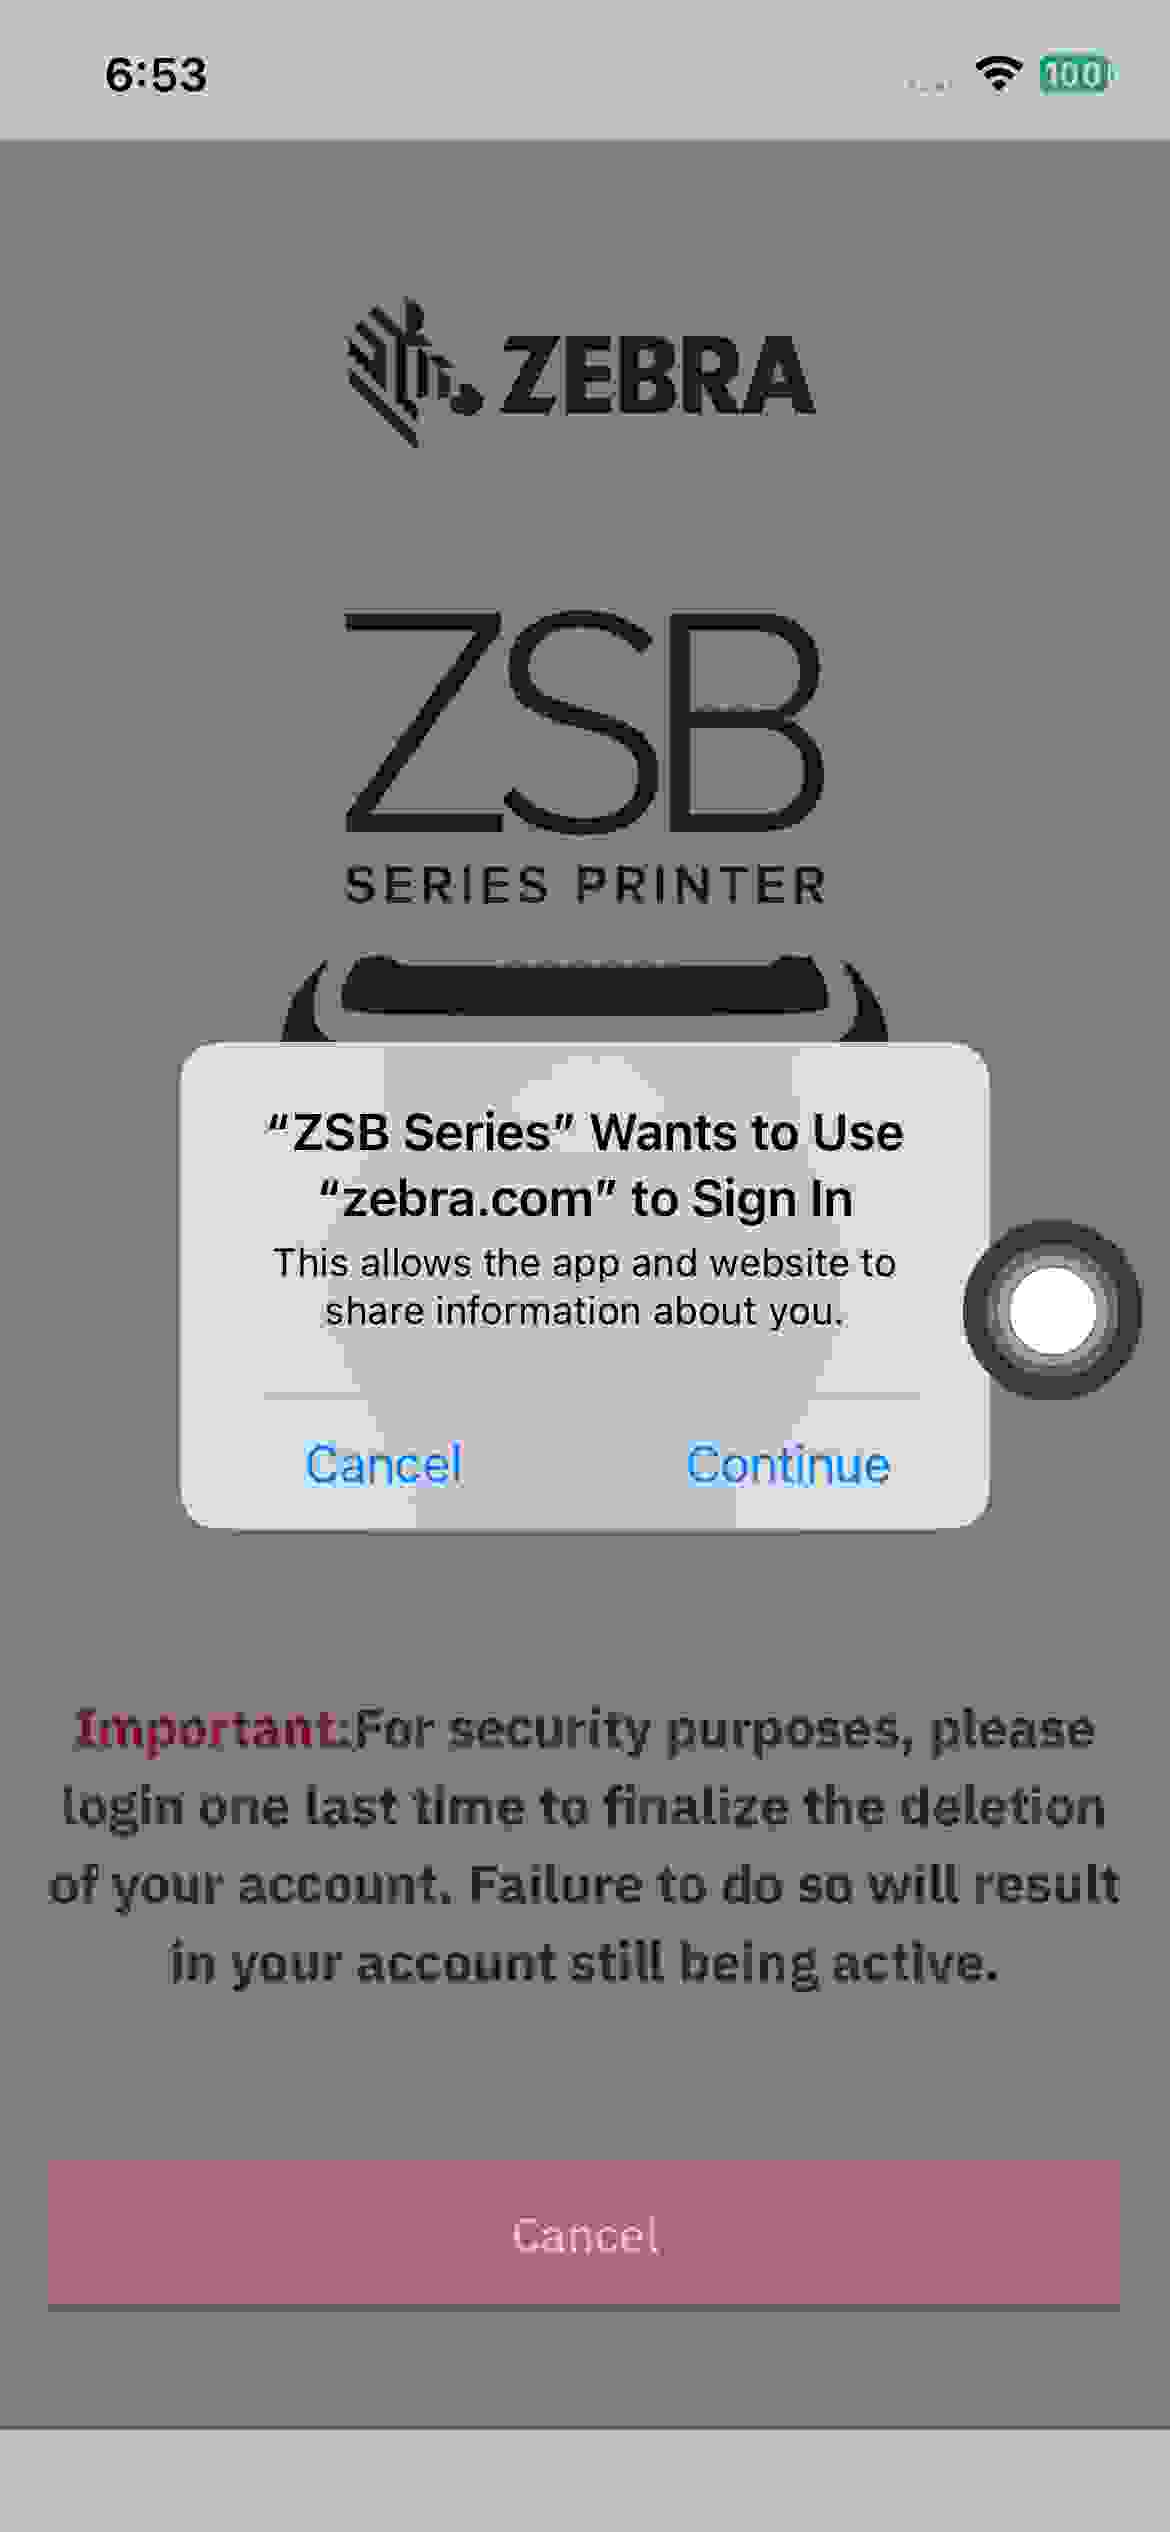 6:53
100
ZEBRA
ZSB
SERIES PRINTER
“ZSB Series” Wants to Use
“zebra.com” to Sign In
This allows the app and website to
share information about you.
Cancel
Continue
Important:For security purposes, please
login one last time to finalize the deletion
of your account. Failure to do so will result
in your account still being active.
Cancel